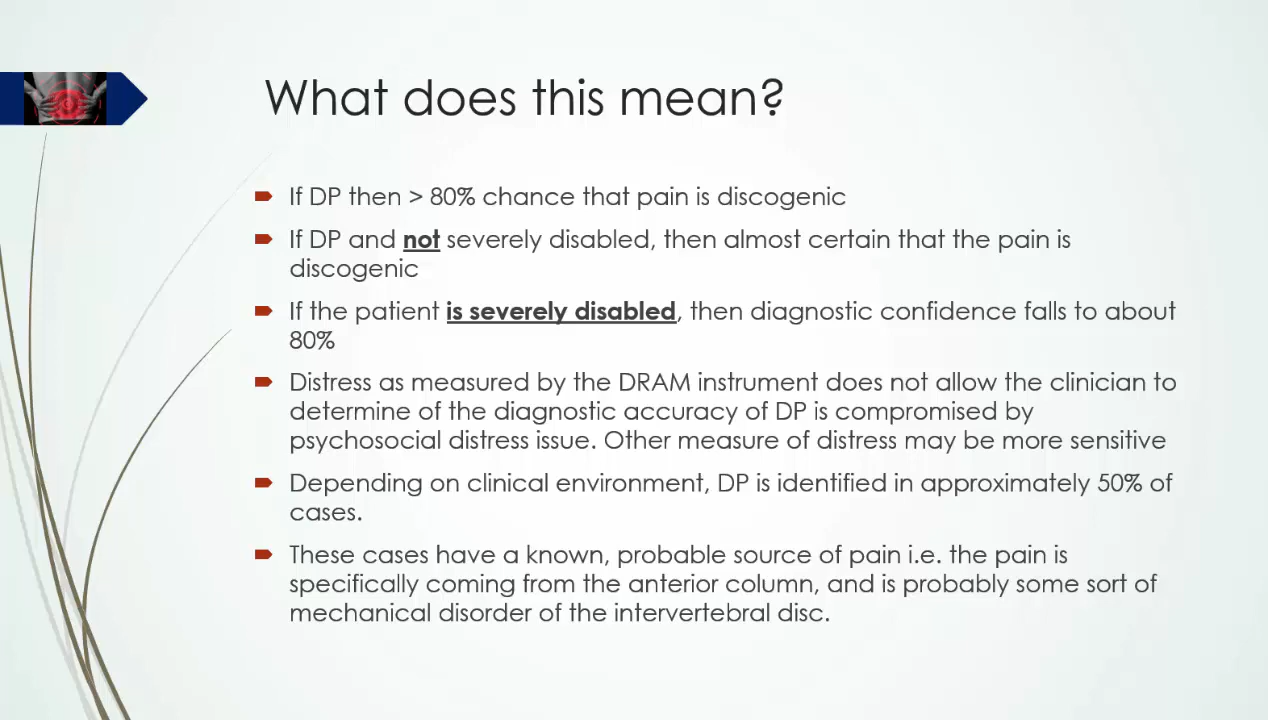 What does this mean?
If DP then > 80% chance that pain is discogenic
If DP and not severely disabled, then almost certain that the pain is
discogenic
If the patient is severely disabled, then diagnostic confidence falls to about
80%
Distress as measured by the DRAM instrument does not allow the clinician to
determine of the diagnostic accuracy of DP is compromised by
psychosocial distress issue. Other measure of distress may be more sensitive
Depending on clinical environment, DP is identified in approximately 50% of
cases.
These cases have a known, probable source of pain i.e. the pain is
specifically coming from the anterior column, and is probably some sort of
mechanical disorder of the intervertebral disc.